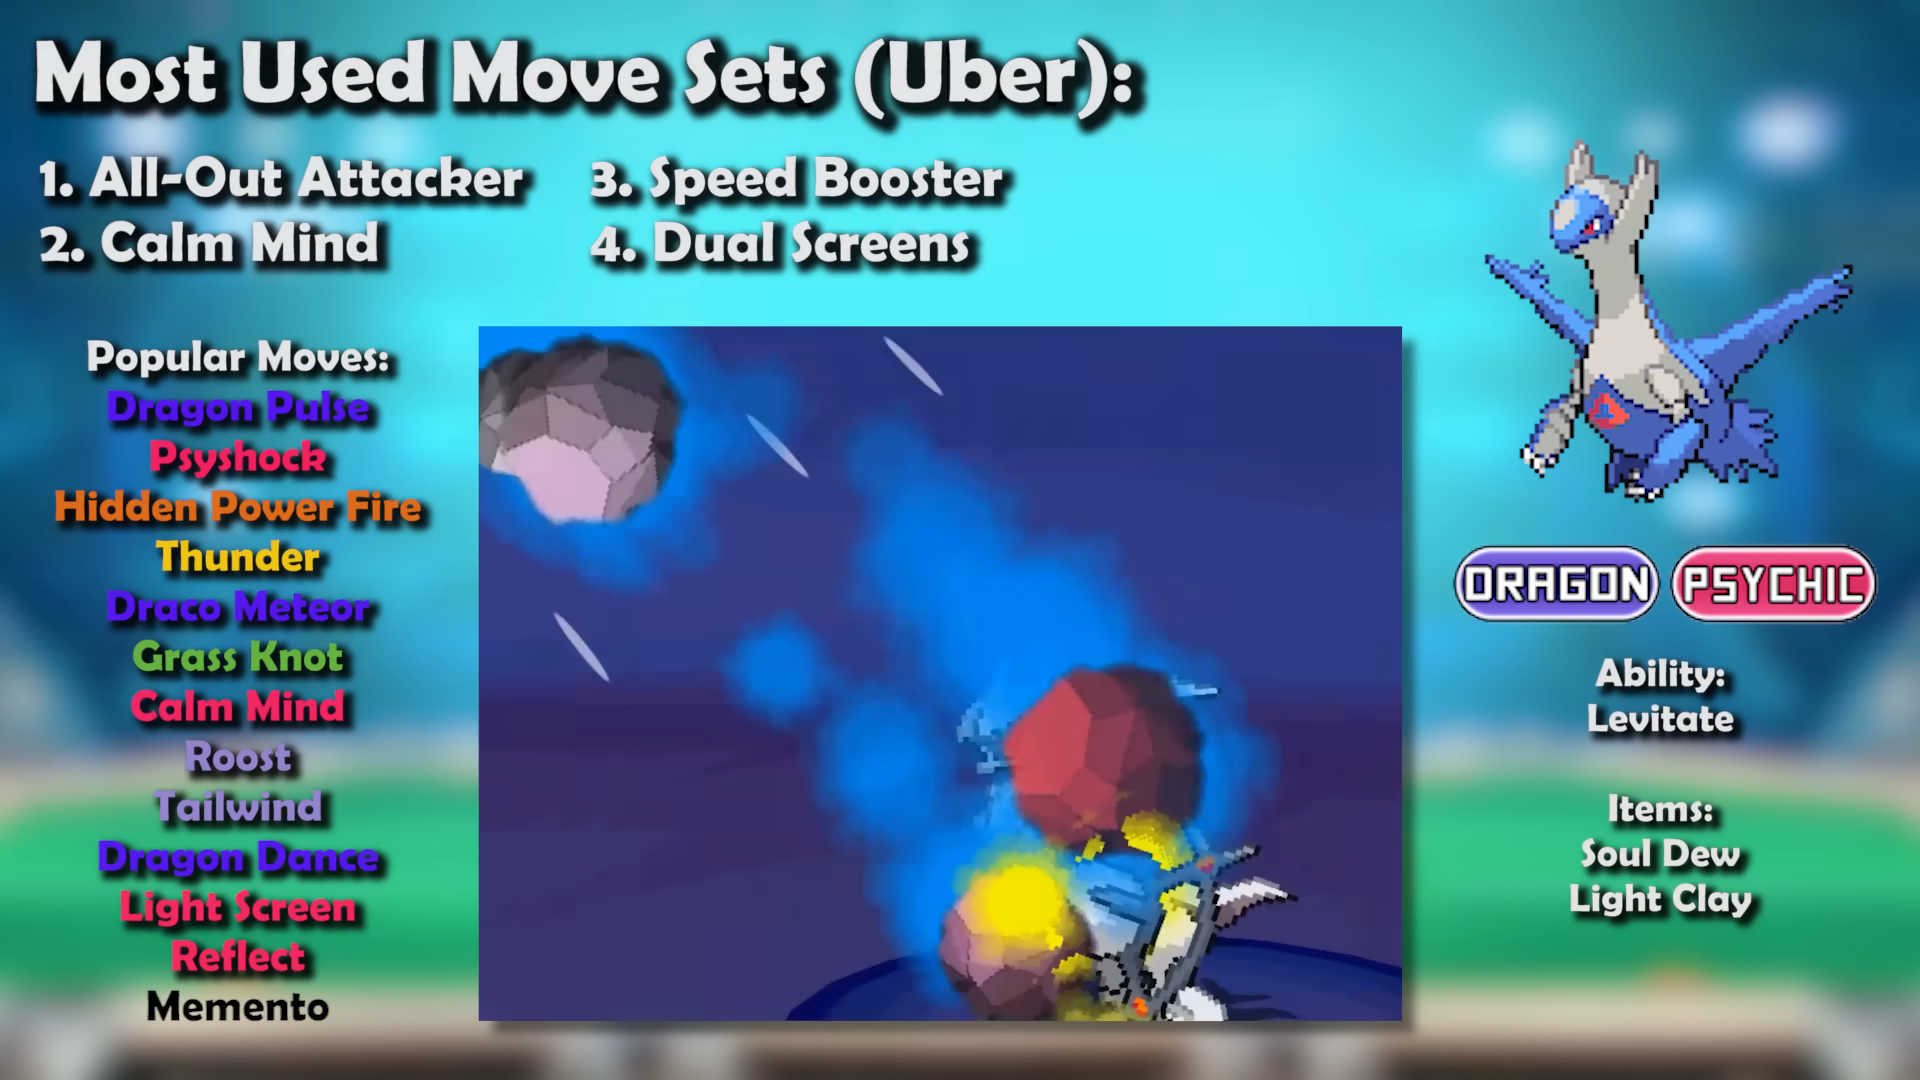 Most Used Move Sets (Uber):
1. All-Out Attacker
2. Calm Mind
3. Speed Booster
4. Dual Screens
Popular Moves:
Dragon Pulse
Psyshock
Hidden Power Fire
Thunder
Draco Meteor
Grass Knot
Calm Mind
Roost
Tailwind
Dragon Dance
Light Screen
Reflect
Memento
DRAGON PSYCHIC
Ability:
Levitate
Items:
Soul Dew
Light Clay